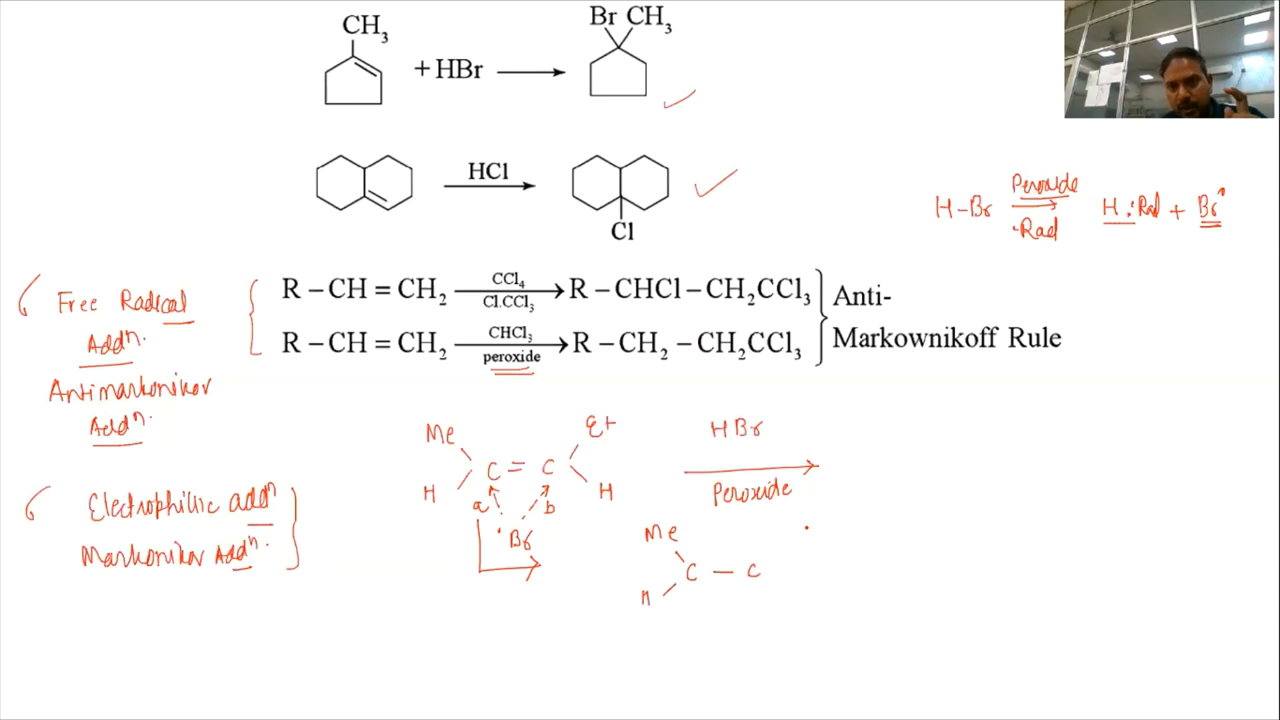 CH₃
+ HBr
Br CH₃
HCl
Cl
H-Br Peroxide ·Rad H:Rad + Br·
R – CH = CH₂ CCl₄ Cl.CCl₃ R – CHCl – CH₂CCl₃
R – CH = CH₂ CHCl₃ peroxide R – CH₂ – CH₂CCl₃
Anti-
Markownikoff Rule
Free Radical
Addⁿ.
Antimarkonikov
Addⁿ.
Electrophillic addⁿ
Markonikov Addⁿ.
Me Et
C = C
H H
a b
·Br
HBr
Peroxide
Me
C – C
H